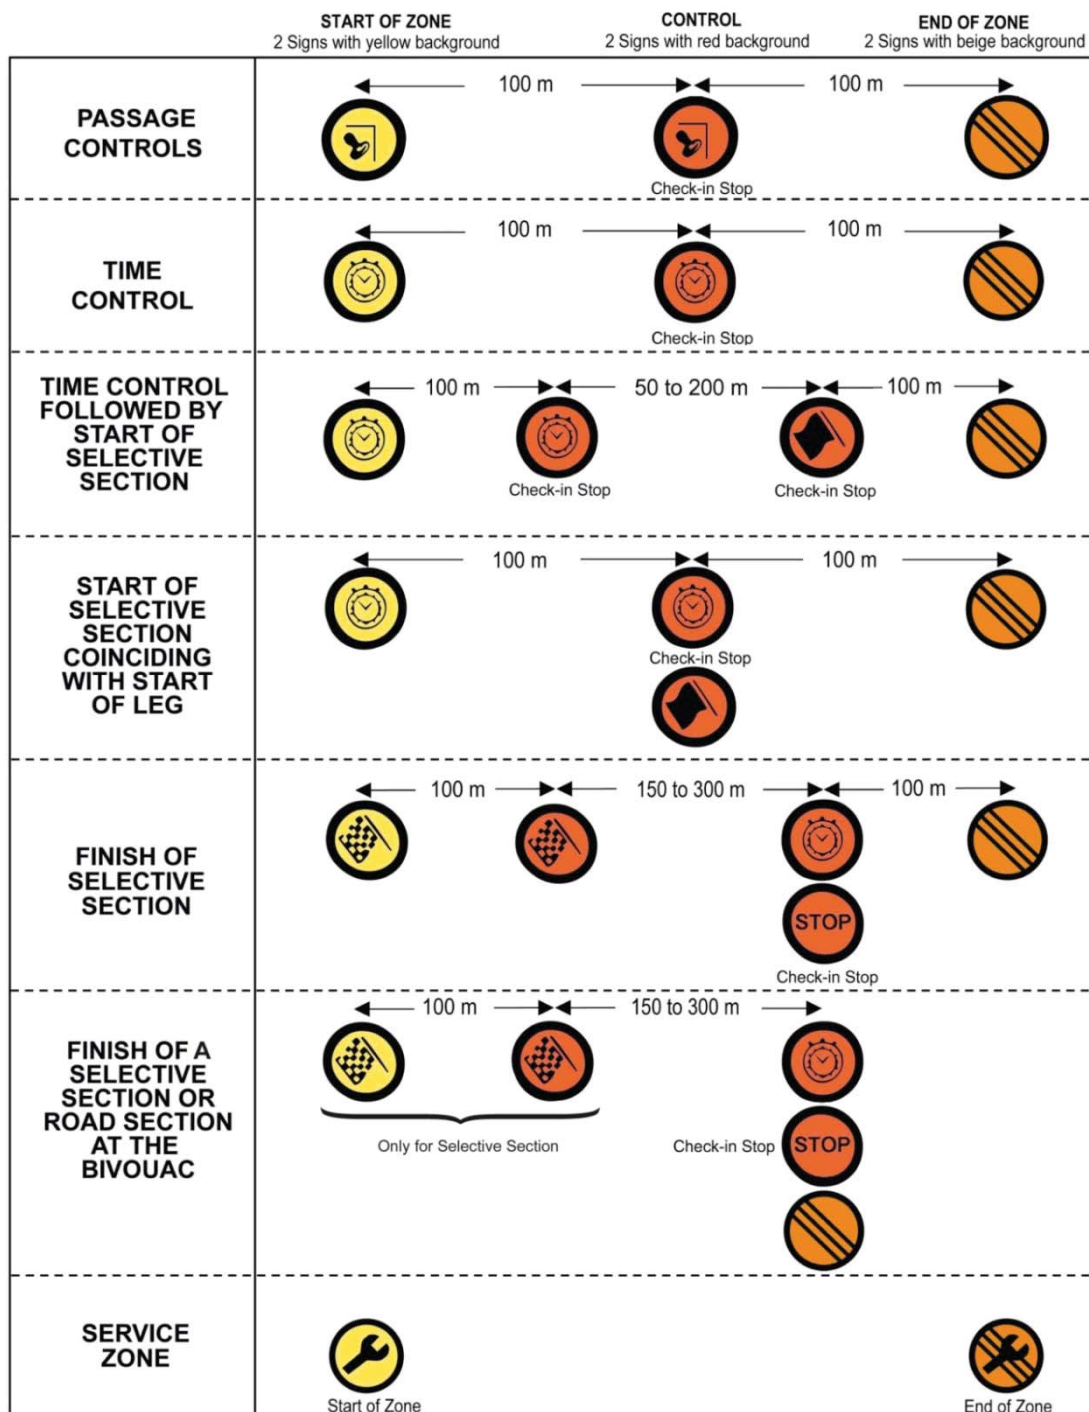 START OF ZONE
2 Signs with yellow background
CONTROL
2 Signs with red background
END OF ZONE
2 Signs with beige background
PASSAGE
CONTROLS
100 m
100 m
Check-in Stop
TIME
CONTROL
100 m
100 m
Check-in Stop
TIME CONTROL
FOLLOWED BY
START OF
SELECTIVE
SECTION
100 m
50 to 200 m
100 m
Check-in Stop
Check-in Stop
START OF
SELECTIVE
SECTION
COINCIDING
WITH START
OF LEG
100 m
100 m
Check-in Stop
FINISH OF
SELECTIVE
SECTION
100 m
150 to 300 m
100 m
STOP
Check-in Stop
FINISH OF A
SELECTIVE
SECTION OR
ROAD SECTION
AT THE
BIVOUAC
100 m
150 to 300 m
Only for Selective Section
Check-in Stop
STOP
SERVICE
ZONE
Start of Zone
End of Zone